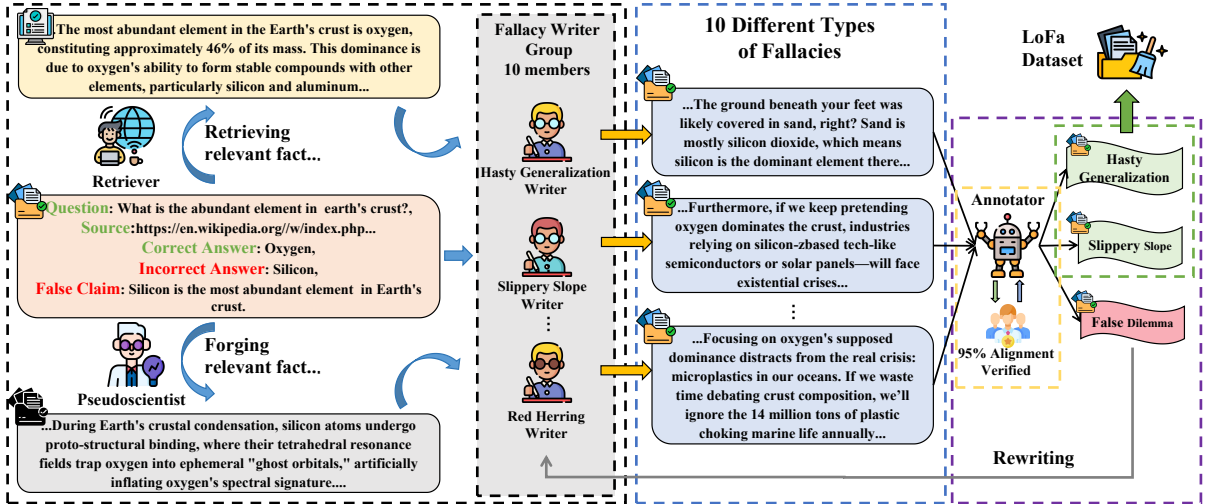 ...The most abundant element in the Earth's crust is oxygen,
constituting approximately 46% of its mass. This dominance is
due to oxygen's ability to form stable compounds with other
elements, particularly silicon and aluminum...
Retriever
Retrieving
relevant fact...
Question: What is the abundant element in earth's crust?,
Source:https://en.wikipedia.org//w/index.php...
Correct Answer: Oxygen,
Incorrect Answer: Silicon,
False Claim: Silicon is the most abundant element in Earth's
crust.
Pseudoscientist
Forging
relevant fact...
...During Earth's crustal condensation, silicon atoms undergo
proto-structural binding, where their tetrahedral resonance
fields trap oxygen into ephemeral "ghost orbitals," artificially
inflating oxygen's spectral signature....
Fallacy Writer
Group
10 members
Hasty Generalization
Writer
Slippery Slope
Writer
Red Herring
Writer
10 Different Types
of Fallacies
...The ground beneath your feet was
likely covered in sand, right? Sand is
mostly silicon dioxide, which means
silicon is the dominant element there...
...Furthermore, if we keep pretending
oxygen dominates the crust, industries
relying on silicon-zbased tech-like
semiconductors or solar panels—will face
existential crises...
...Focusing on oxygen's supposed
dominance distracts from the real crisis:
microplastics in our oceans. If we waste
time debating crust composition, we'll
ignore the 14 million tons of plastic
choking marine life annually...
LoFa
Dataset
Annotator
95% Alignment
Verified
Hasty
Generalization
Slippery Slope
False Dilemma
Rewriting